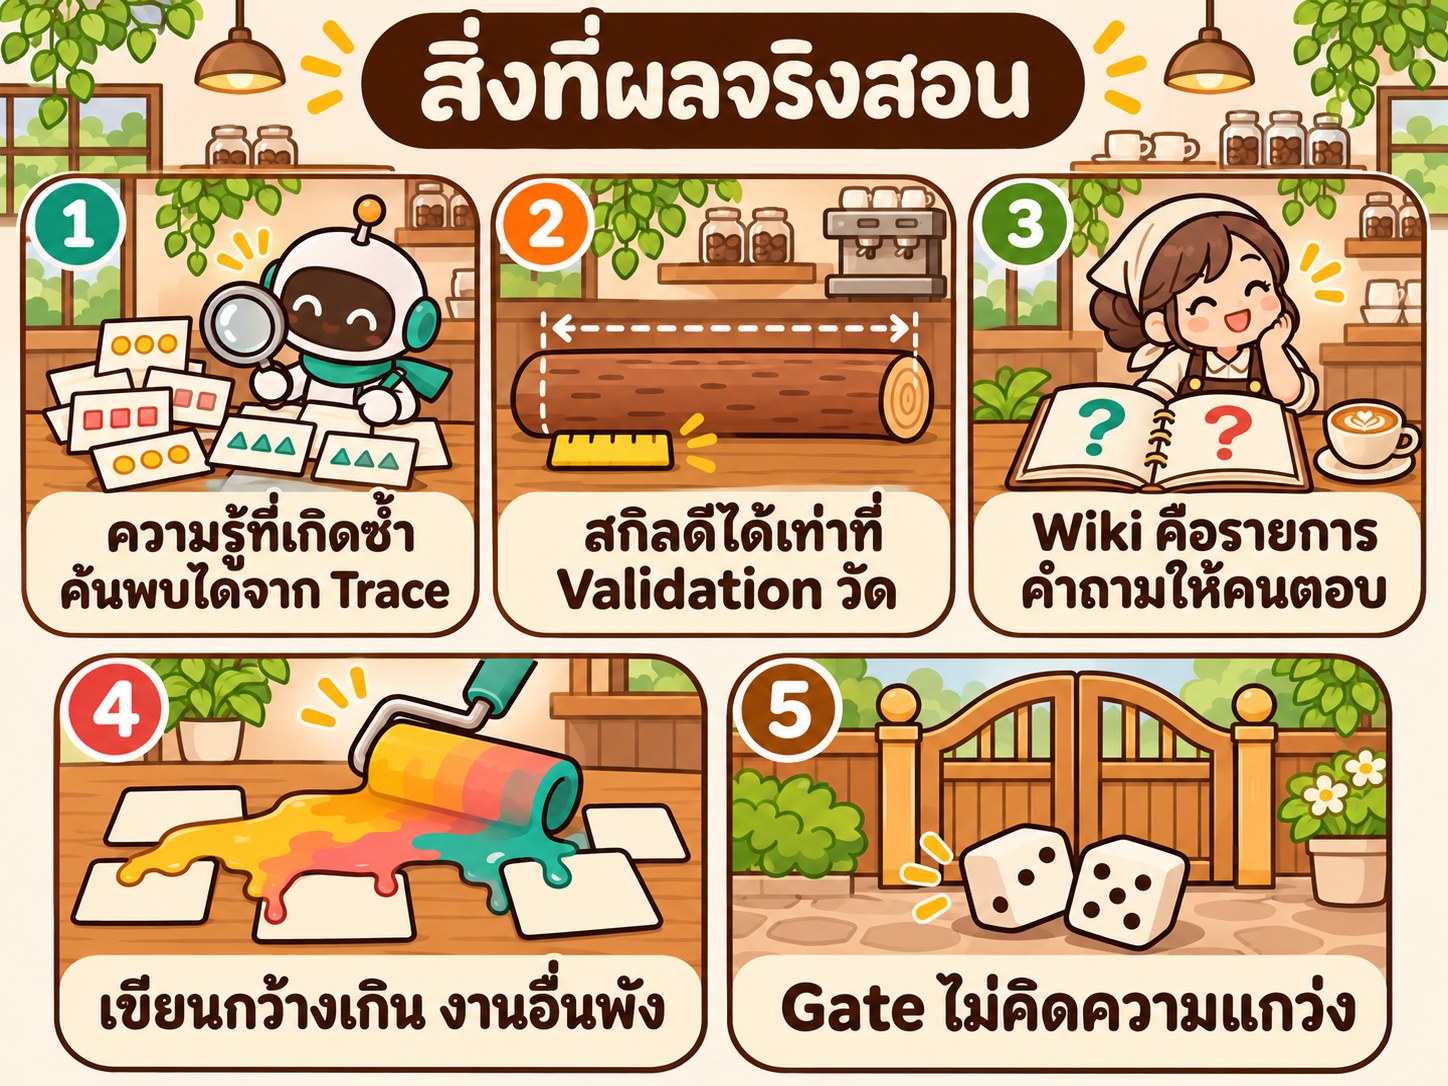 สิ่งที่ผลจริงสอน
1
ความรู้ที่เกิดซ้ำ
ค้นพบได้จาก Trace
2
สกิลดีได้เท่าที่
Validation วัด
3
? ?
Wiki คือรายการ
คำถามให้คนตอบ
4
เขียนกว้างเกิน งานอื่นพัง
5
Gate ไม่คิดความแกว่ง